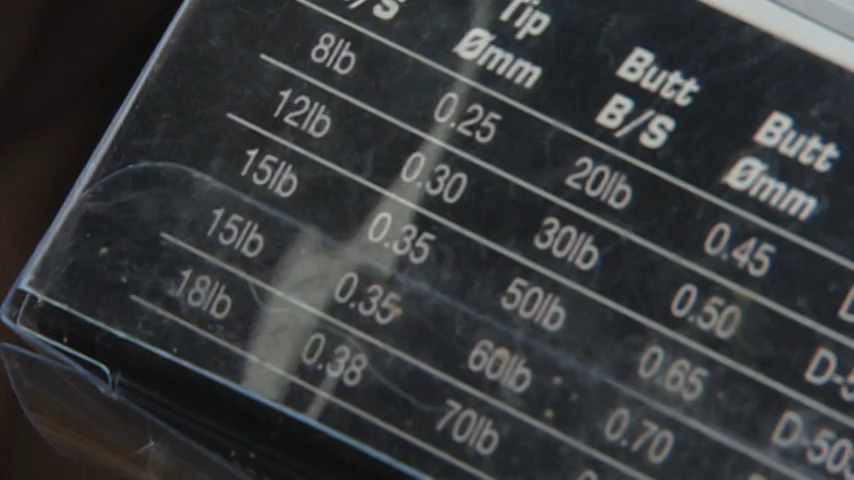 B/S Tip Ømm Butt B/S Butt Ømm
8lb 0.25 20lb 0.45
12lb 0.30 30lb 0.50
15lb 0.35 50lb 0.65
15lb 0.35 60lb 0.70
18lb 0.38 70lb